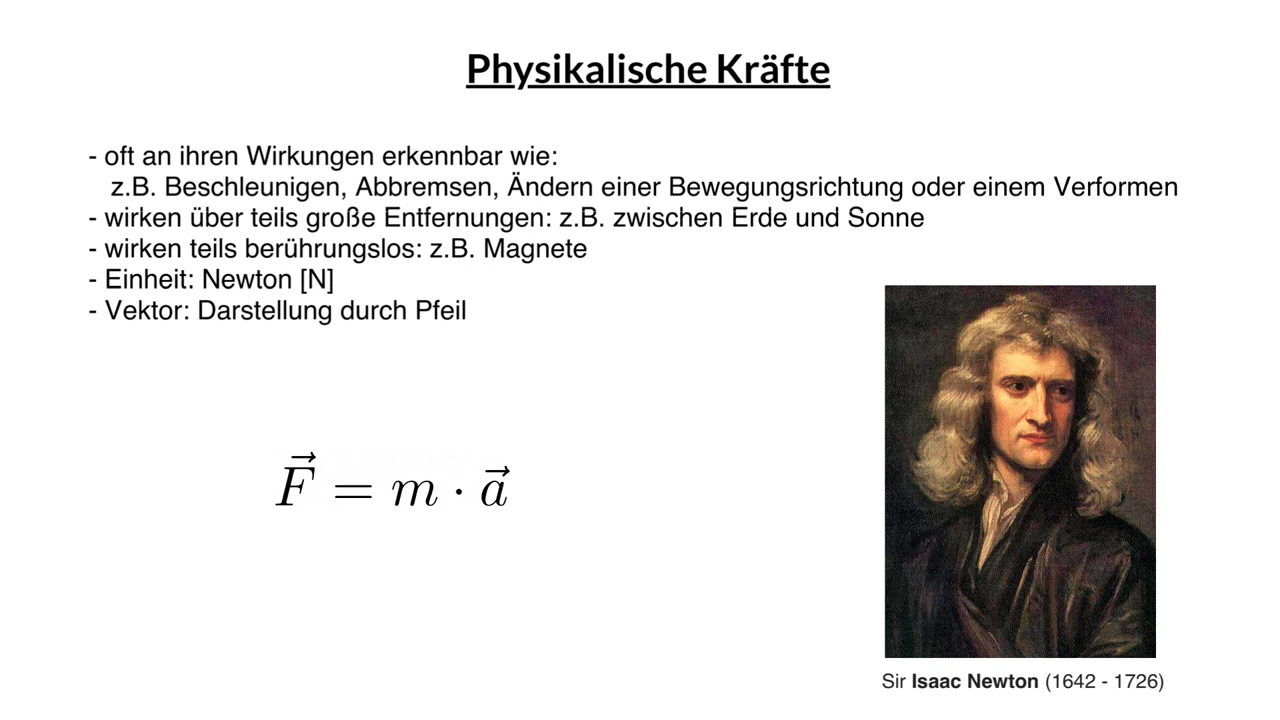 Physikalische Kräfte
- oft an ihren Wirkungen erkennbar wie:
z.B. Beschleunigen, Abbremsen, Ändern einer Bewegungsrichtung oder einem Verformen
- wirken über teils große Entfernungen: z.B. zwischen Erde und Sonne
- wirken teils berührungslos: z.B. Magnete
- Einheit: Newton [N]
- Vektor: Darstellung durch Pfeil
F⃗ = m · a⃗
Sir Isaac Newton (1642 - 1726)